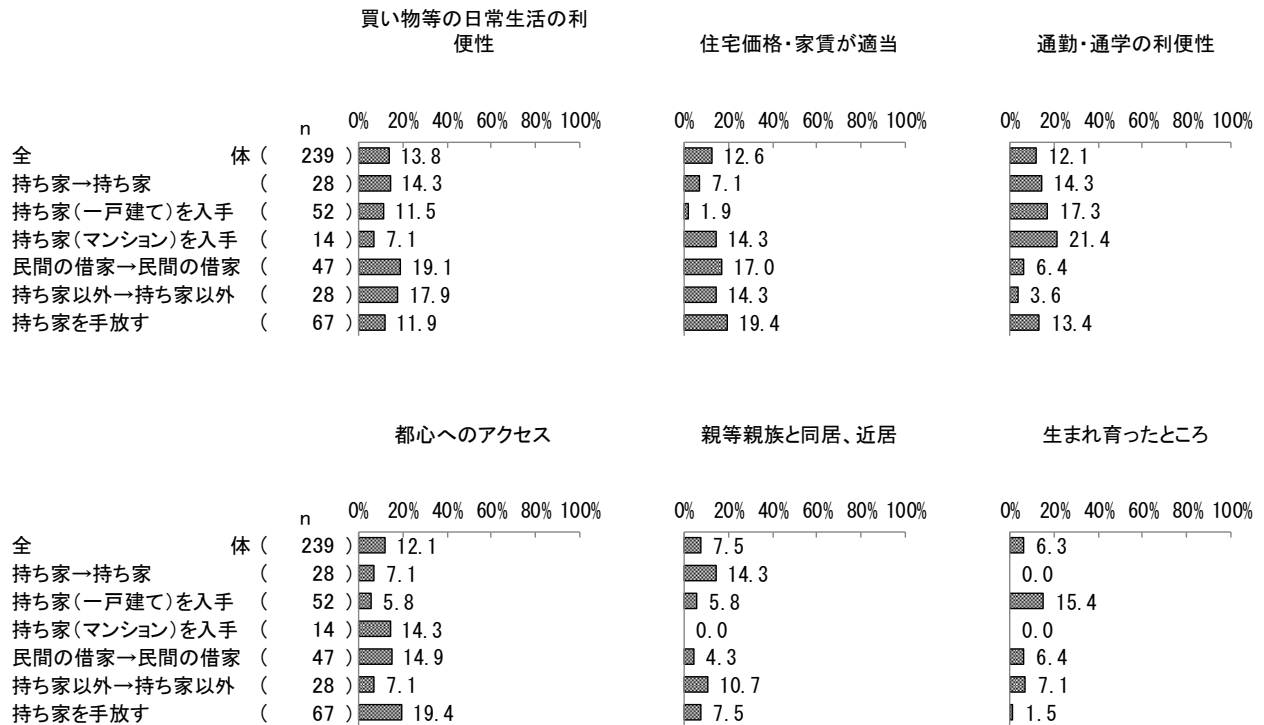 買い物等の日常生活の利
便性
住宅価格・家賃が適当
通勤・通学の利便性
n 0% 20% 40% 60% 80% 100% 0% 20% 40% 60% 80% 100% 0% 20% 40% 60% 80% 100%
全 体 ( 239 ) 13.8 12.6 12.1
持ち家→持ち家 ( 28 ) 14.3 7.1 14.3
持ち家(一戸建て)を入手 ( 52 ) 11.5 1.9 17.3
持ち家(マンション)を入手 ( 14 ) 7.1 14.3 21.4
民間の借家→民間の借家 ( 47 ) 19.1 17.0 6.4
持ち家以外→持ち家以外 ( 28 ) 17.9 14.3 3.6
持ち家を手放す ( 67 ) 11.9 19.4 13.4
都心へのアクセス 親等親族と同居、近居 生まれ育ったところ
n 0% 20% 40% 60% 80% 100% 0% 20% 40% 60% 80% 100% 0% 20% 40% 60% 80% 100%
全 体 ( 239 ) 12.1 7.5 6.3
持ち家→持ち家 ( 28 ) 7.1 14.3 0.0
持ち家(一戸建て)を入手 ( 52 ) 5.8 5.8 15.4
持ち家(マンション)を入手 ( 14 ) 14.3 0.0 0.0
民間の借家→民間の借家 ( 47 ) 14.9 4.3 6.4
持ち家以外→持ち家以外 ( 28 ) 7.1 10.7 7.1
持ち家を手放す ( 67 ) 19.4 7.5 1.5